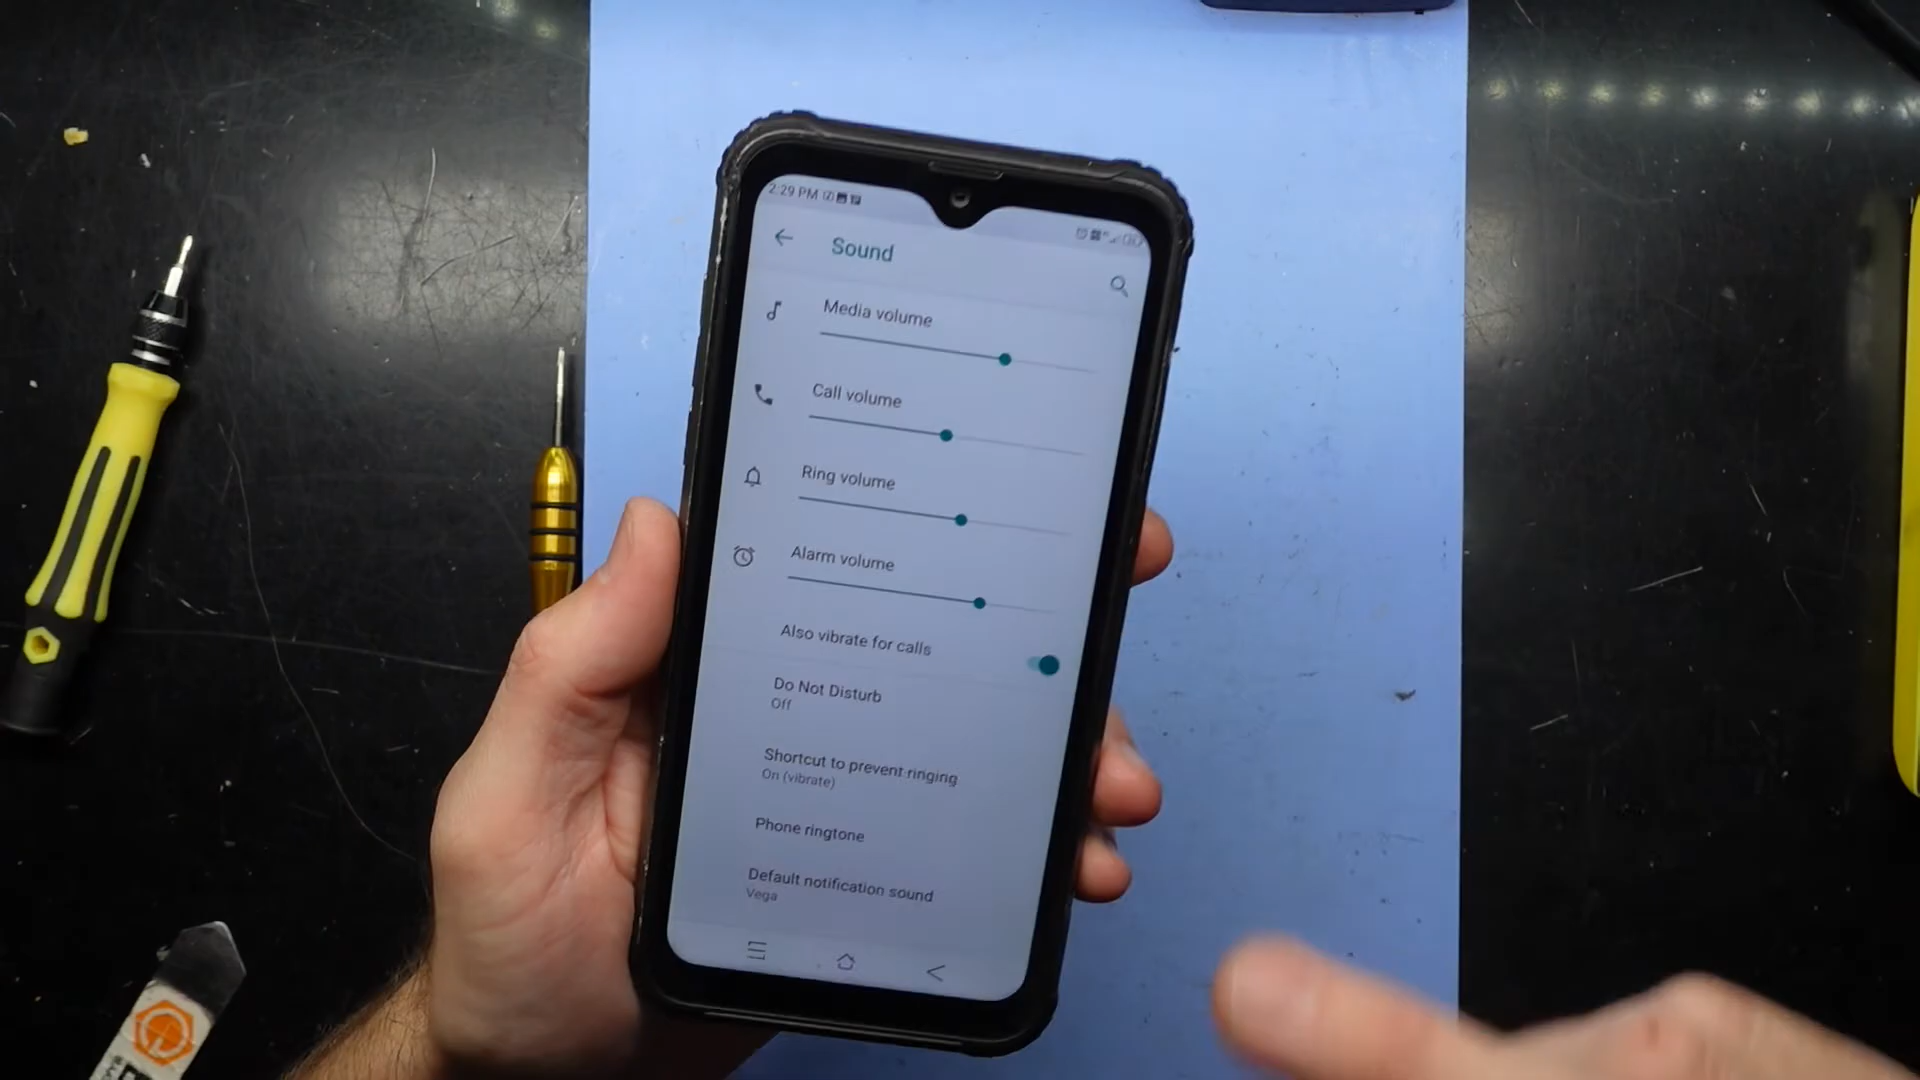 2:29 PM
Sound
Media volume
Call volume
Ring volume
Alarm volume
Also vibrate for calls
Do Not Disturb
Off
Shortcut to prevent ringing
On (vibrate)
Phone ringtone
Default notification sound
Vega